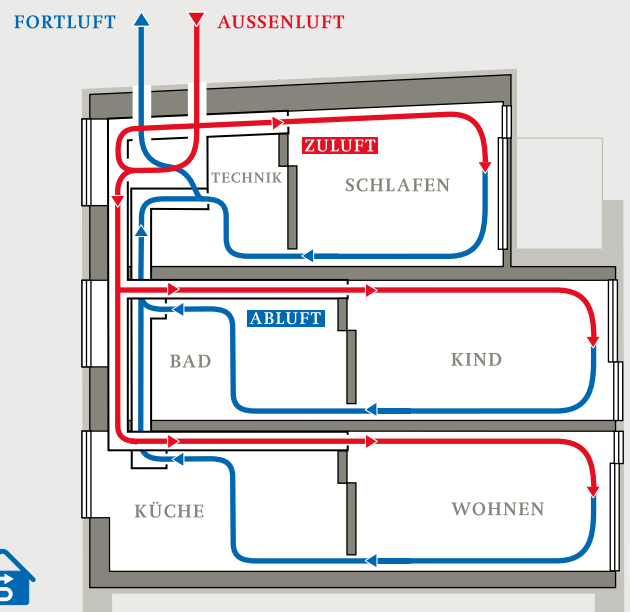 FORTLUFT
AUSSENLUFT
ZULUFT
TECHNIK
SCHLAFEN
ABLUFT
BAD
KIND
KÜCHE
WOHNEN